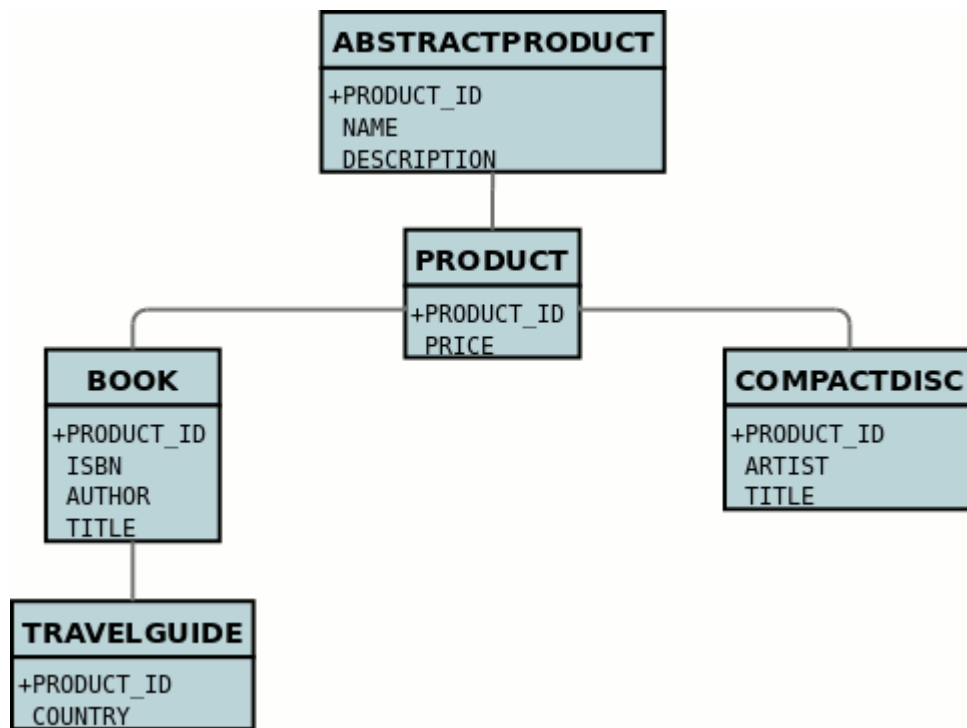 ABSTRACTPRODUCT
+PRODUCT_ID
NAME
DESCRIPTION
PRODUCT
+PRODUCT_ID
PRICE
BOOK
+PRODUCT_ID
ISBN
AUTHOR
TITLE
COMPACTDISC
+PRODUCT_ID
ARTIST
TITLE
TRAVELGUIDE
+PRODUCT_ID
COUNTRY